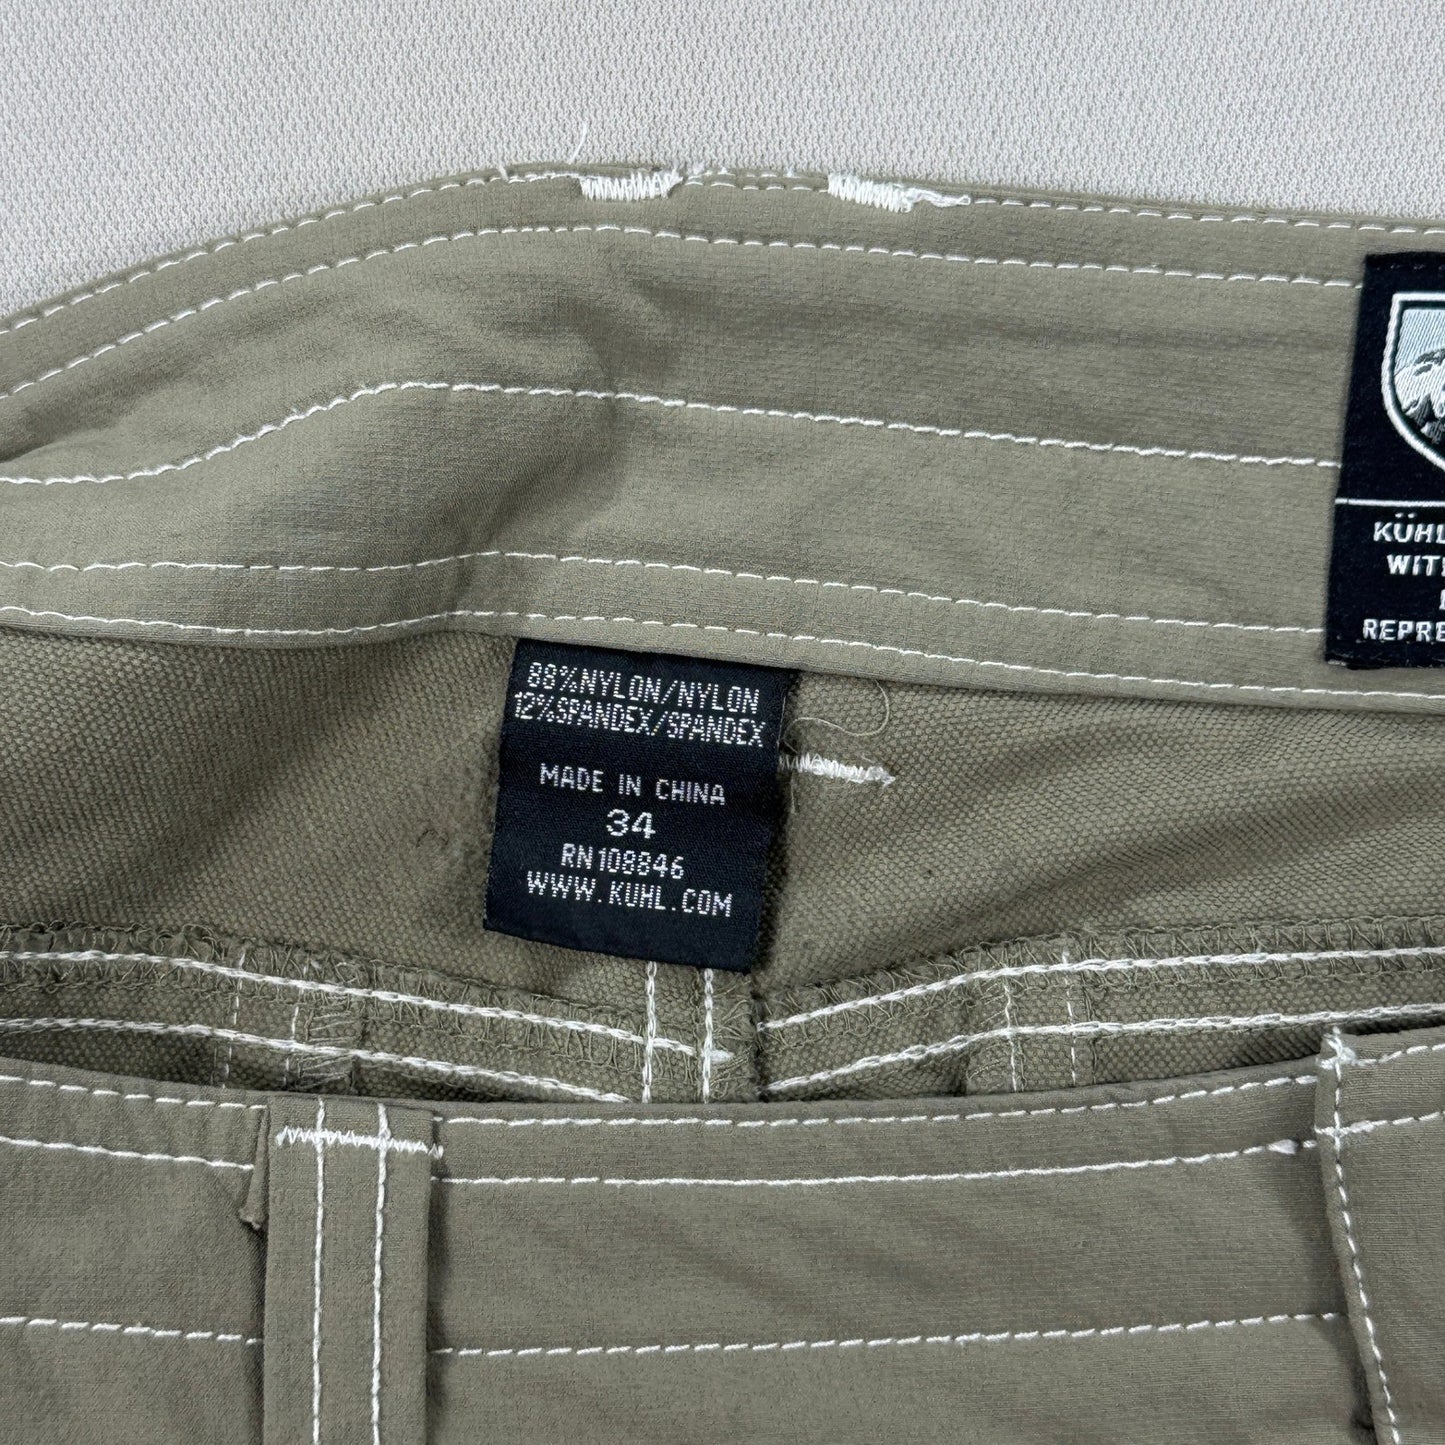 KÜHL
WIT
REPRE
88%NYLON/NYLON
12%SPANDEX/SPANDEX
MADE IN CHINA
34
RN108846
WWW.KUHL.COM